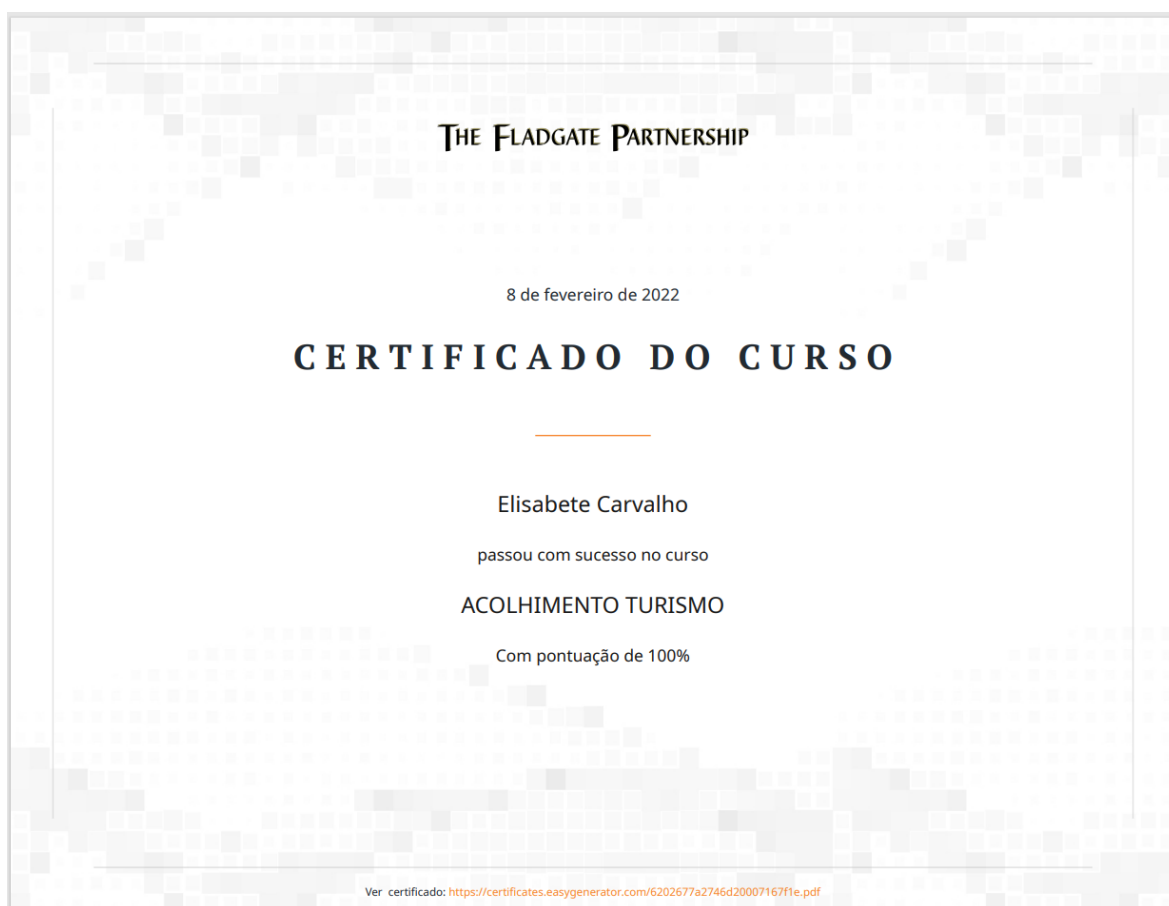 THE FLADGATE PARTNERSHIP
8 de fevereiro de 2022
CERTIFICADO DO CURSO
Elisabete Carvalho
passou com sucesso no curso
ACOLHIMENTO TURISMO
Com pontuação de 100%
Ver certificado: https://certificates.easygenerator.com/6202677a2746d20007167f1e.pdf